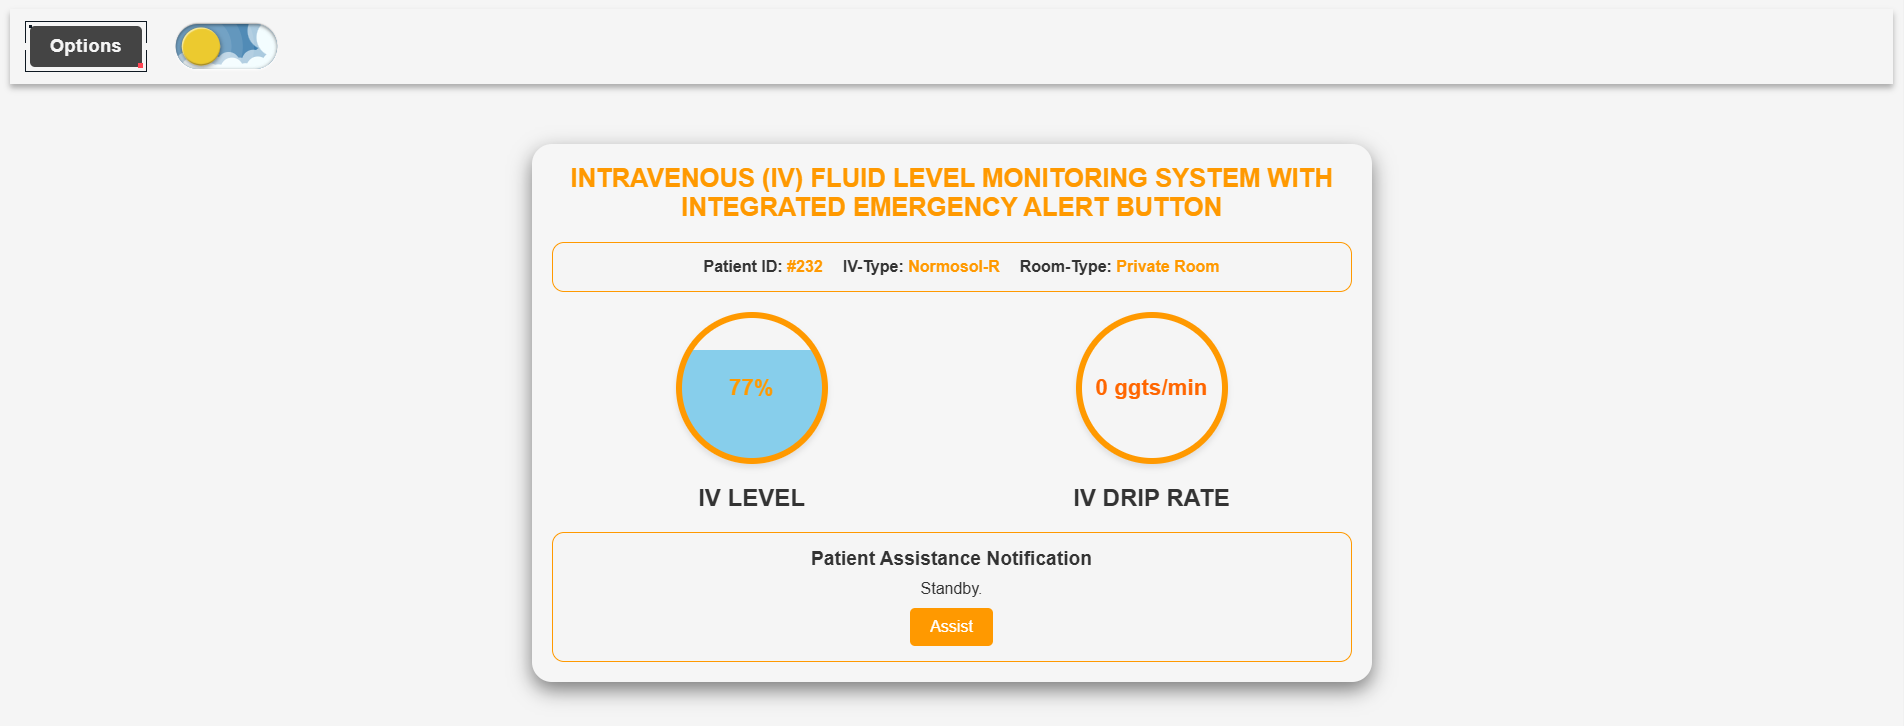 Options
INTRAVENOUS (IV) FLUID LEVEL MONITORING SYSTEM WITH
INTEGRATED EMERGENCY ALERT BUTTON
Patient ID: #232 IV-Type: Normosol-R Room-Type: Private Room
77%
0 ggts/min
IV LEVEL
IV DRIP RATE
Patient Assistance Notification
Standby.
Assist